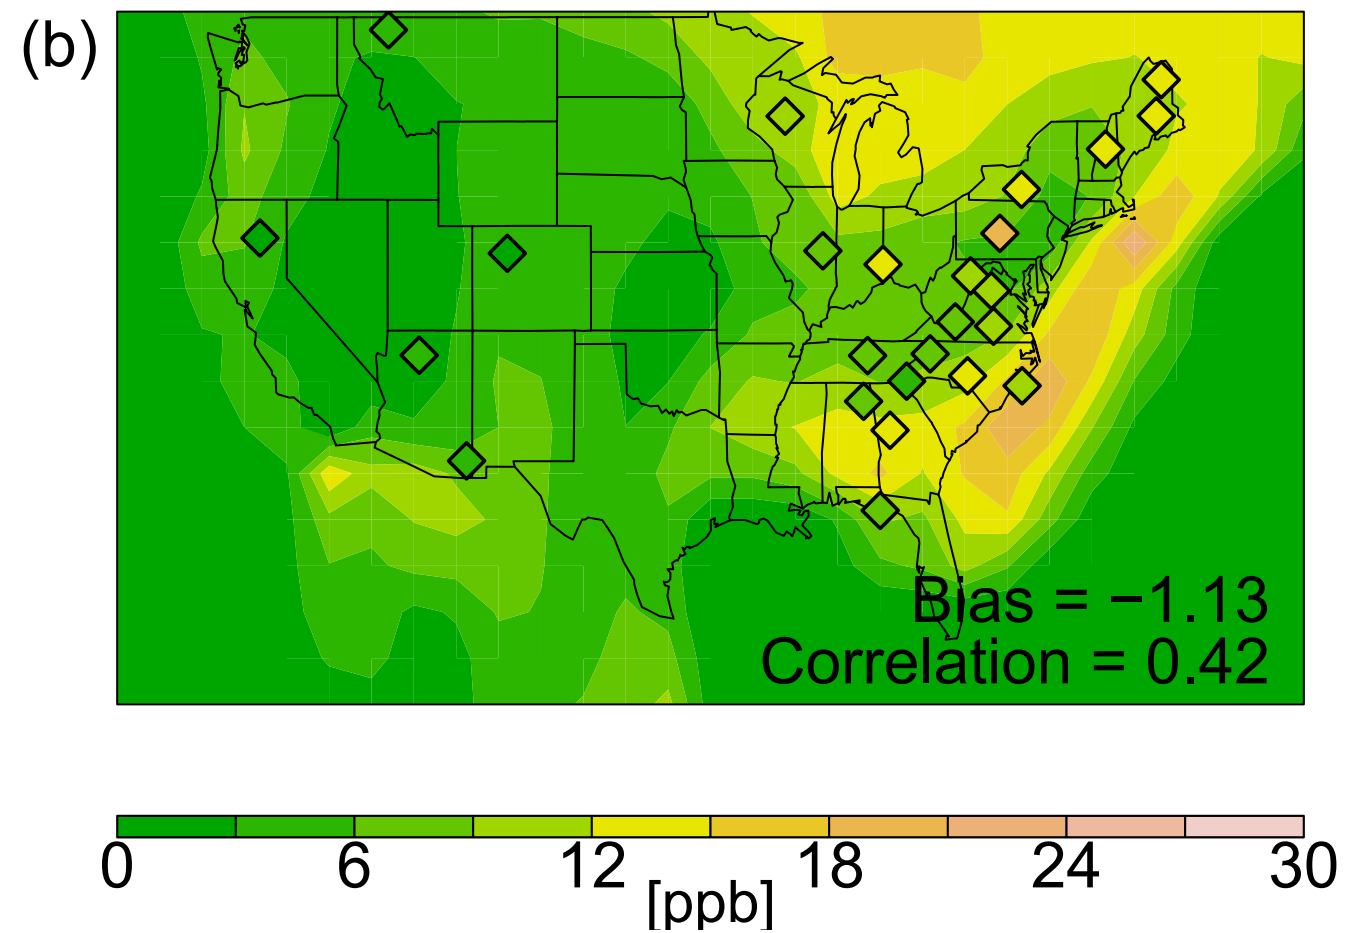 (b)
Bias = −1.13
Correlation = 0.42
0 6 12 18 24 30
[ppb]